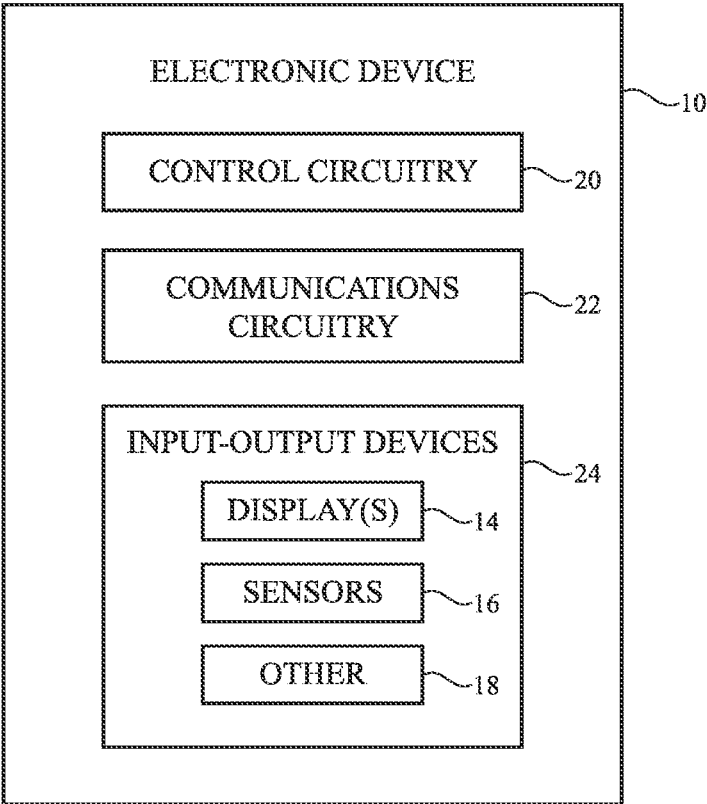 ELECTRONIC DEVICE
10
CONTROL CIRCUITRY
20
COMMUNICATIONS
CIRCUITRY
22
INPUT-OUTPUT DEVICES
24
DISPLAY(S)
14
SENSORS
16
OTHER
18